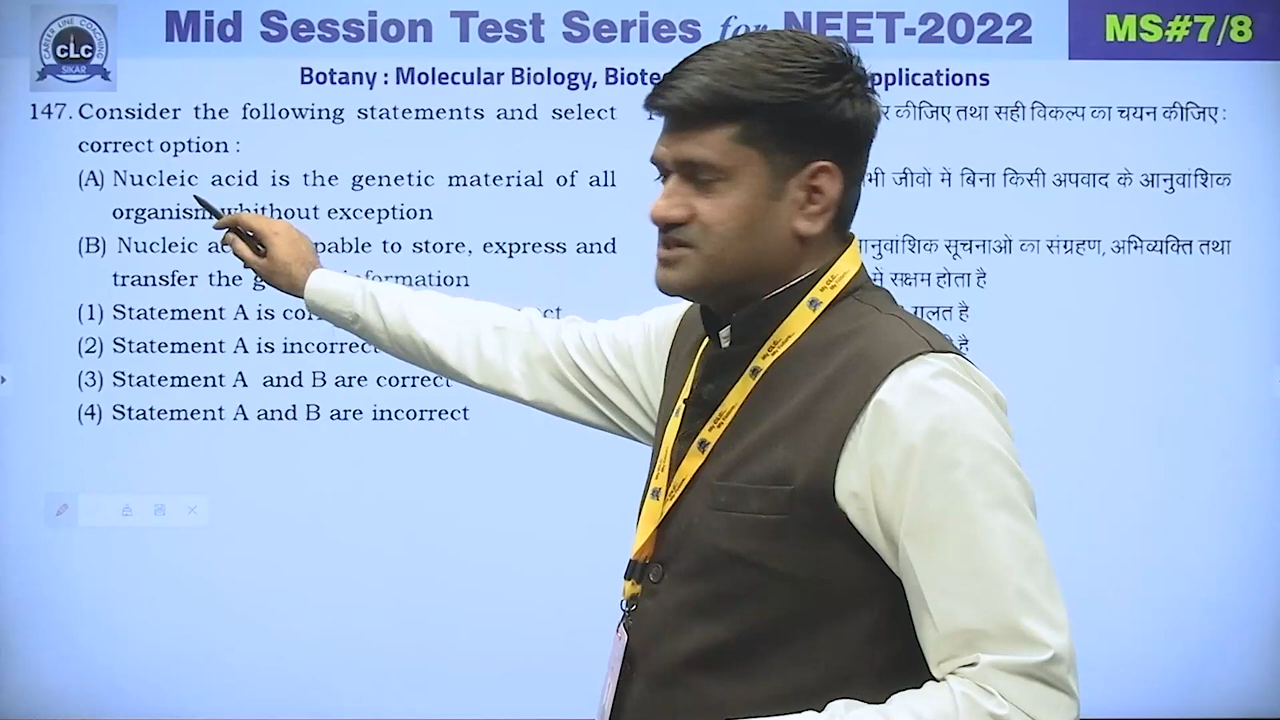 Mid Session Test Series for NEET-2022
MS#7/8
CAREER LINE COACHING
CLC
SIKAR
Botany : Molecular Biology, pplications
147. Consider the following statements and select
correct option :
(A) Nucleic acid is the genetic material of all
organism whithout exception
(B) Nucleic pable to store, express and
transfer the information
(1) Statement A is
(2) Statement A is incorrect
(3) Statement A and B are correct
(4) Statement A and B are incorrect
कीजिए तथा सही विकल्प का चयन कीजिए :
जीवो में बिना किसी अपवाद के आनुवांशिक
आनुवांशिक सूचनाओं का संग्रहण, अभिव्यक्ति तथा
में सक्षम होता है
गलत है
है